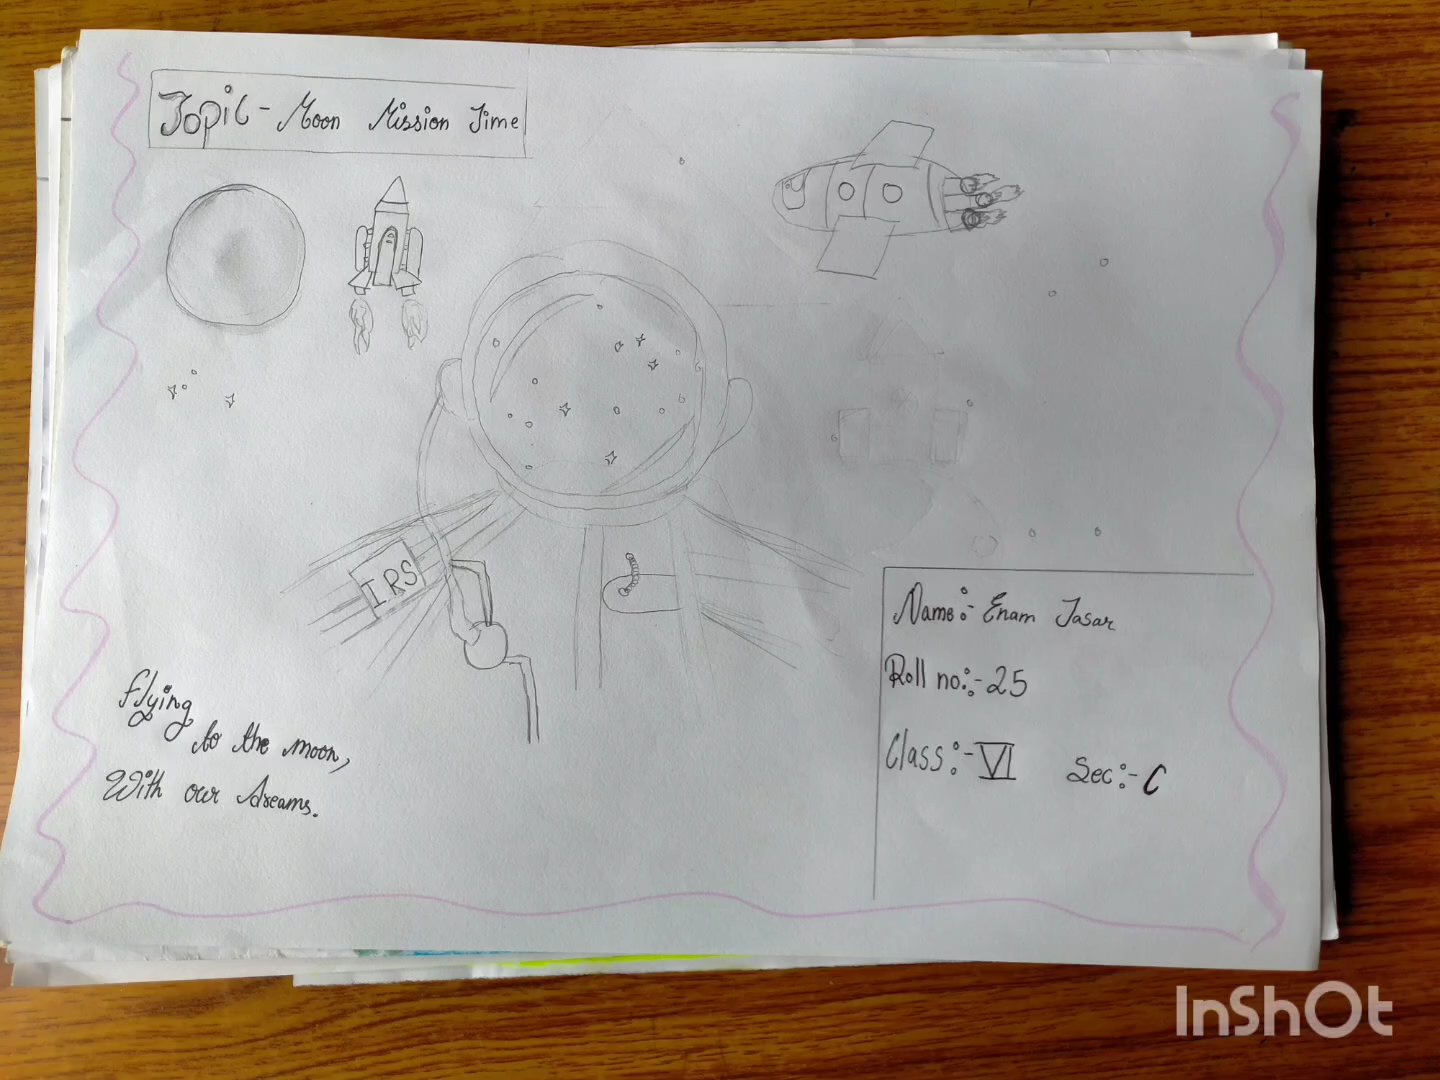 Topic - Moon Mission Time
IRS
Flying
to the moon,
With our dreams.
Name:- Enam Jasar
Roll no:.- 25
Class:- VI Sec:- C
InShOt